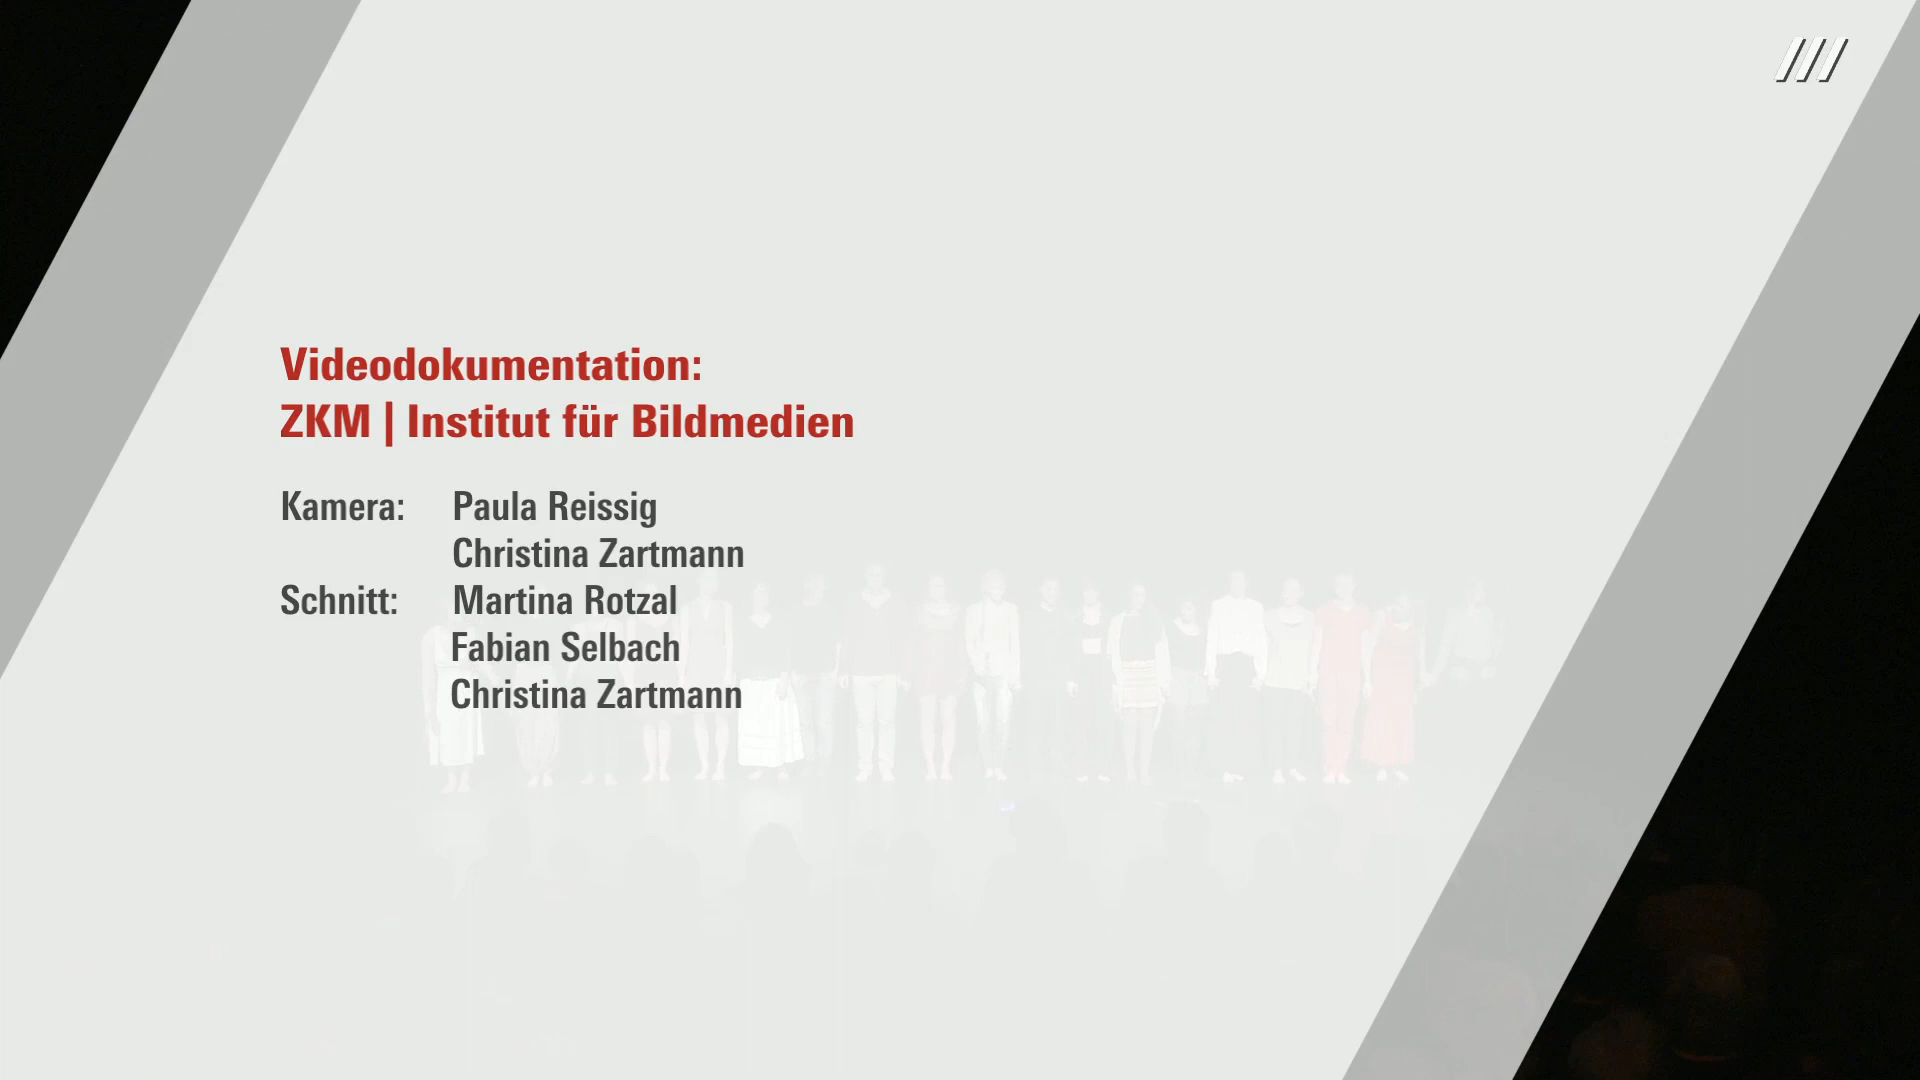 Videodokumentation:
ZKM | Institut für Bildmedien
Kamera: Paula Reissig
Christina Zartmann
Schnitt: Martina Rotzal
Fabian Selbach
Christina Zartmann